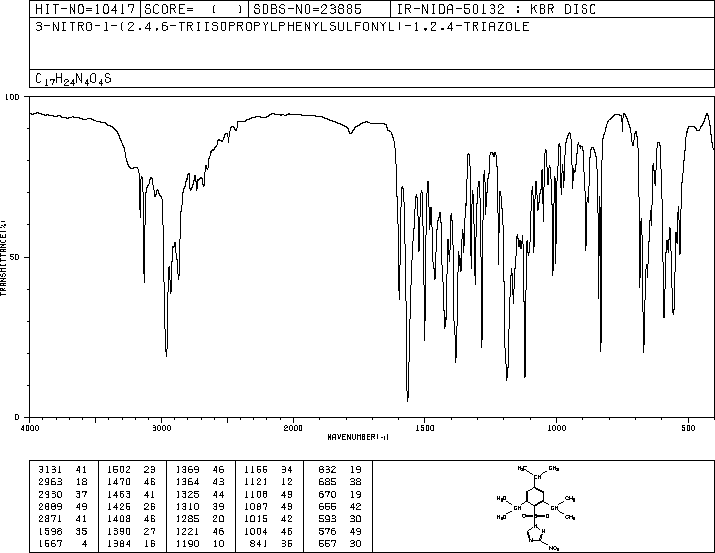 HIT-NO=10417 SCORE= ( ) SDBS-NO=23885 IR-NIDA-50132 : KBR DISC
3-NITRO-1-(2,4,6-TRIISOPROPYLPHENYLSULFONYL)-1,2,4-TRIAZOLE
C17H24N4O4S
100
50
0
TRANSMITTANCE(%)
4000 3000 2000 1500 1000 500
WAVENUMBER(-1)
3131 41 1502 23 1369 46 1166 34 832 19
2963 18 1470 46 1364 43 1121 12 685 38
2930 37 1463 41 1325 44 1108 49 670 19
2889 49 1426 26 1310 39 1087 49 666 42
2871 41 1408 46 1285 20 1015 42 593 30
1598 35 1390 27 1221 46 1004 46 576 49
1567 4 1384 16 1190 10 841 36 557 30